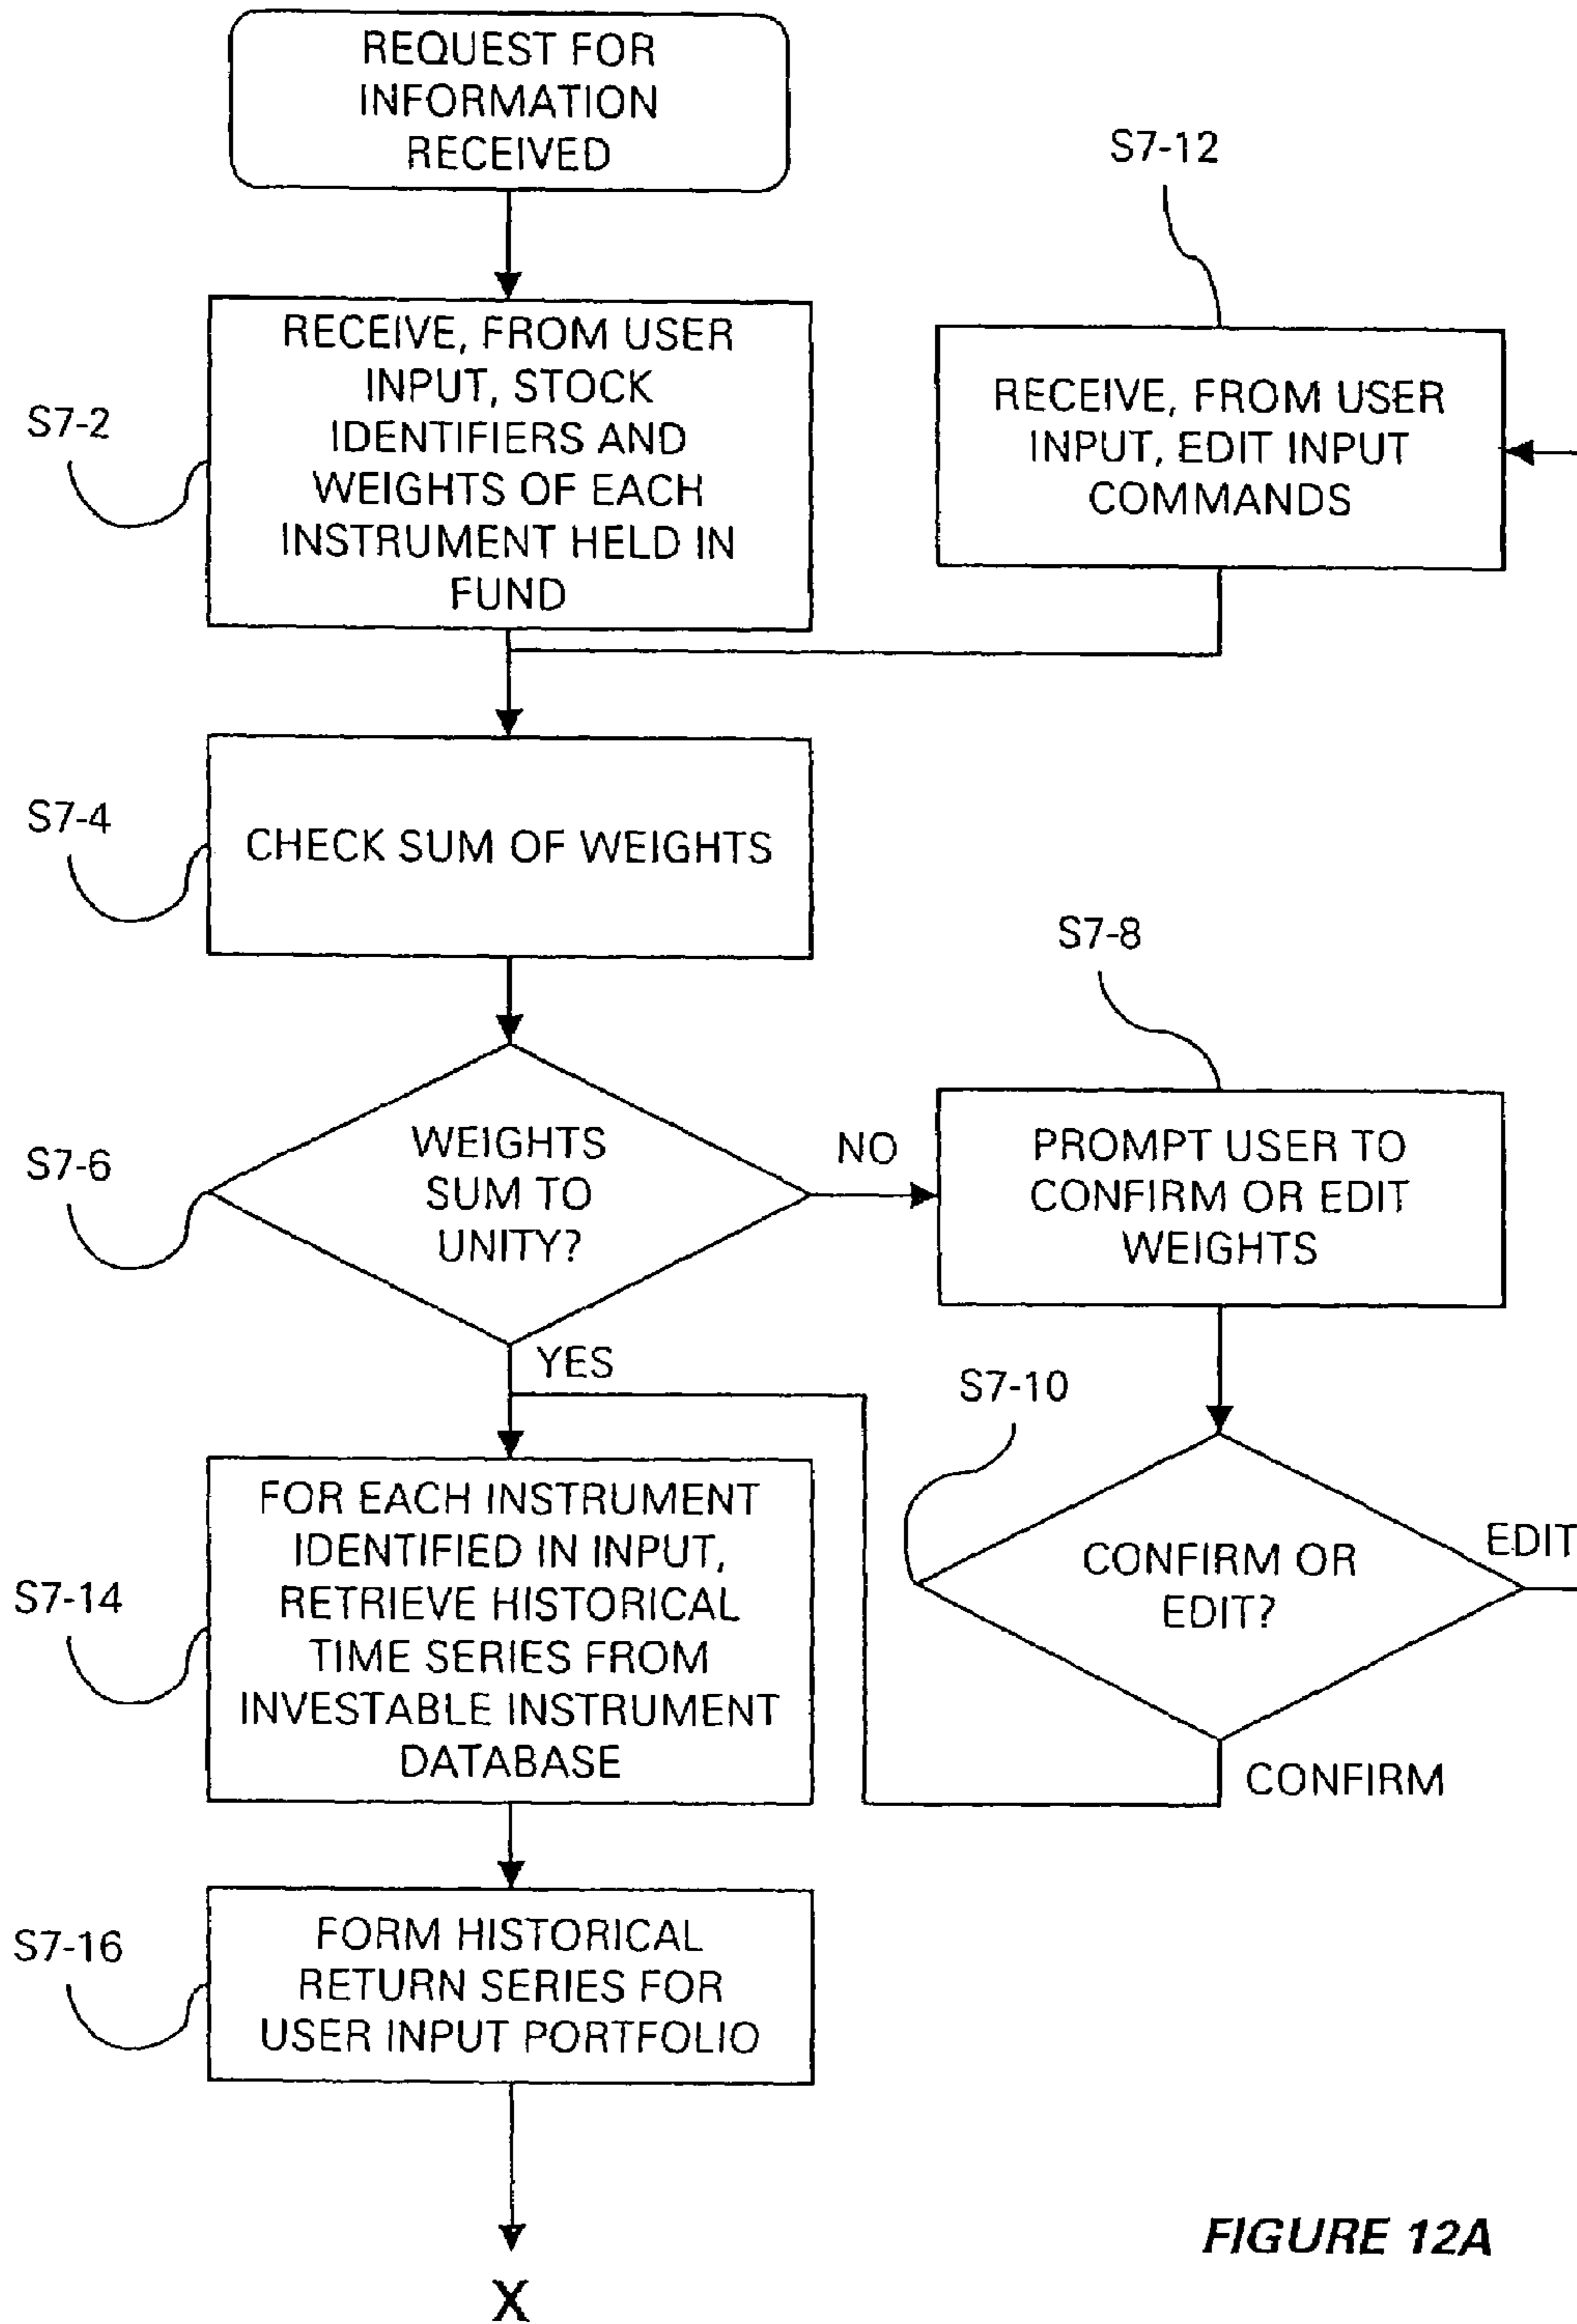 REQUEST FOR
INFORMATION
RECEIVED
S7-12
S7-2
RECEIVE, FROM USER
INPUT, STOCK
IDENTIFIERS AND
WEIGHTS OF EACH
INSTRUMENT HELD IN
FUND
RECEIVE, FROM USER
INPUT, EDIT INPUT
COMMANDS
S7-4
CHECK SUM OF WEIGHTS
S7-8
S7-6
WEIGHTS
SUM TO
UNITY?
NO
PROMPT USER TO
CONFIRM OR EDIT
WEIGHTS
YES
S7-10
S7-14
FOR EACH INSTRUMENT
IDENTIFIED IN INPUT,
RETRIEVE HISTORICAL
TIME SERIES FROM
INVESTABLE INSTRUMENT
DATABASE
CONFIRM OR
EDIT?
EDIT
CONFIRM
S7-16
FORM HISTORICAL
RETURN SERIES FOR
USER INPUT PORTFOLIO
X
FIGURE 12A